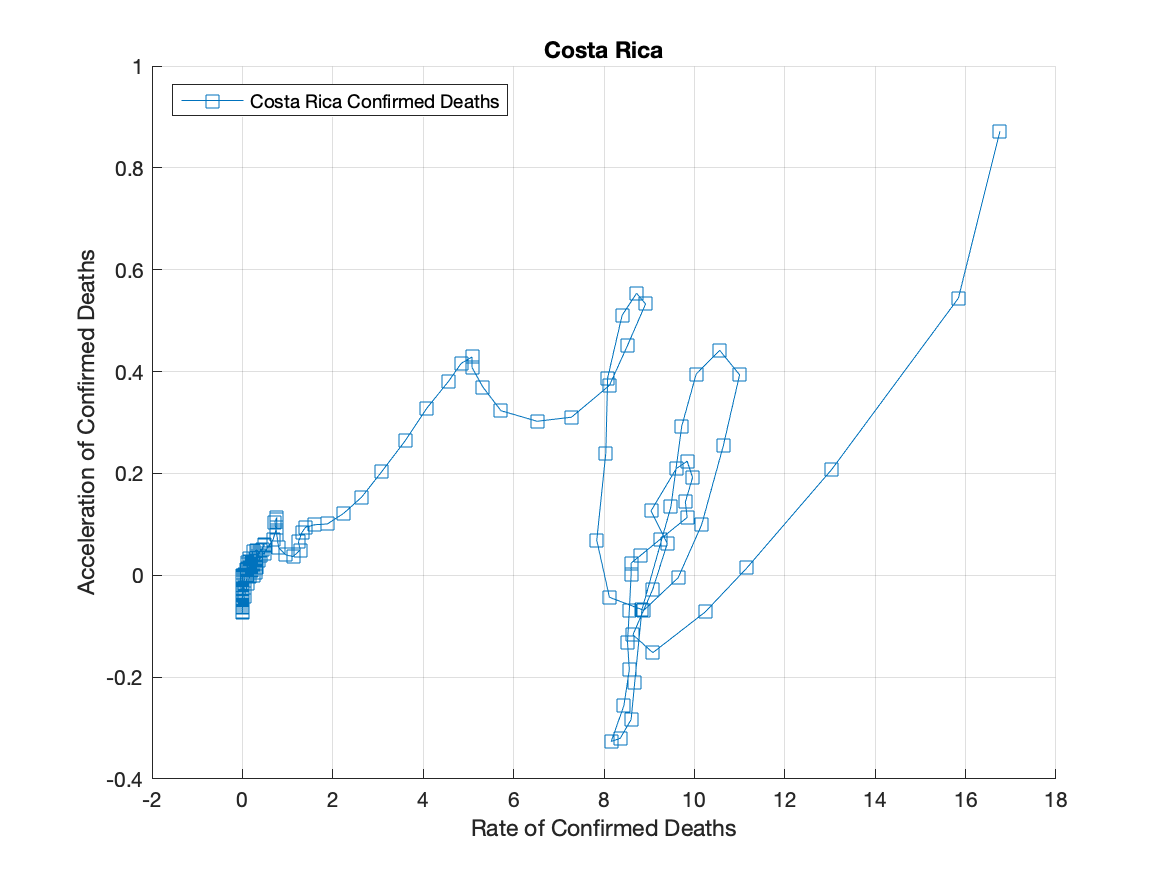 Costa Rica
1
Costa Rica Confirmed Deaths
0.8
0.6
0.4
0.2
0
-0.2
-0.4
Acceleration of Confirmed Deaths
-2 0 2 4 6 8 10 12 14 16 18
Rate of Confirmed Deaths